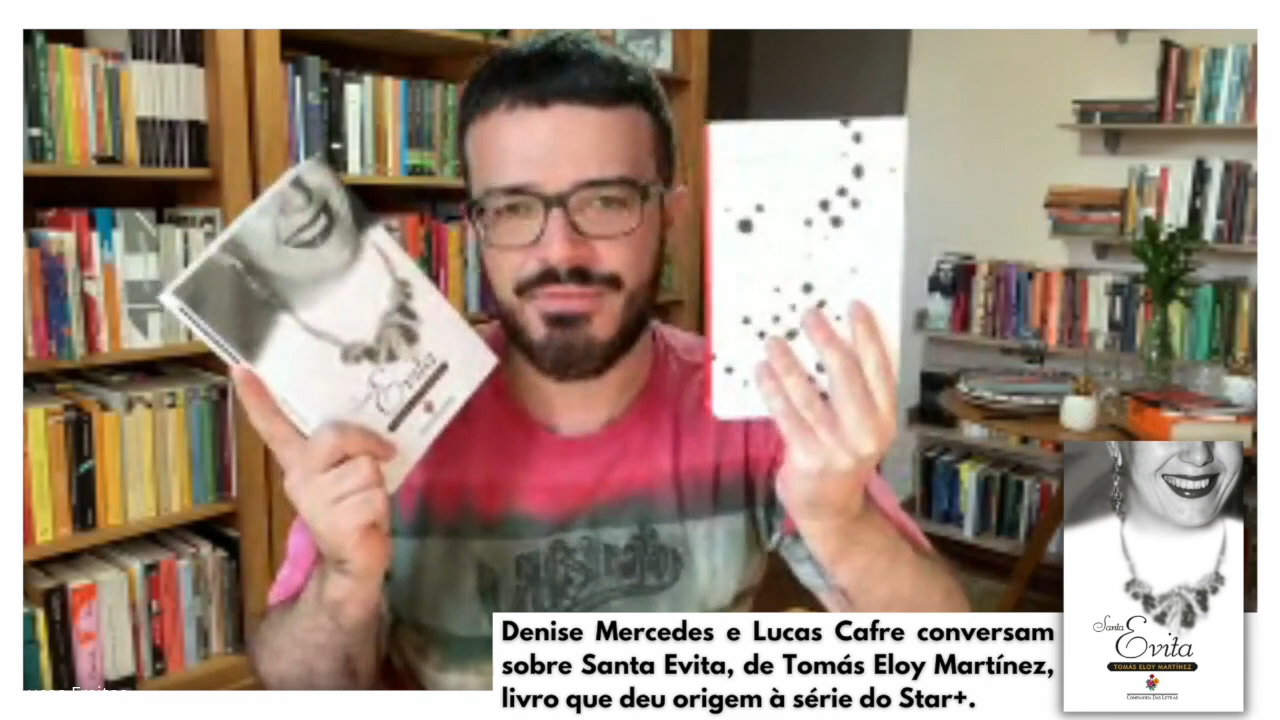 Evita
Denise Mercedes e Lucas Cafre conversam
sobre Santa Evita, de Tomás Eloy Martínez,
livro que deu origem à série do Star+.
Santa
Evita
TOMÁS ELOY MARTÍNEZ
COMPANHIA DAS LETRAS